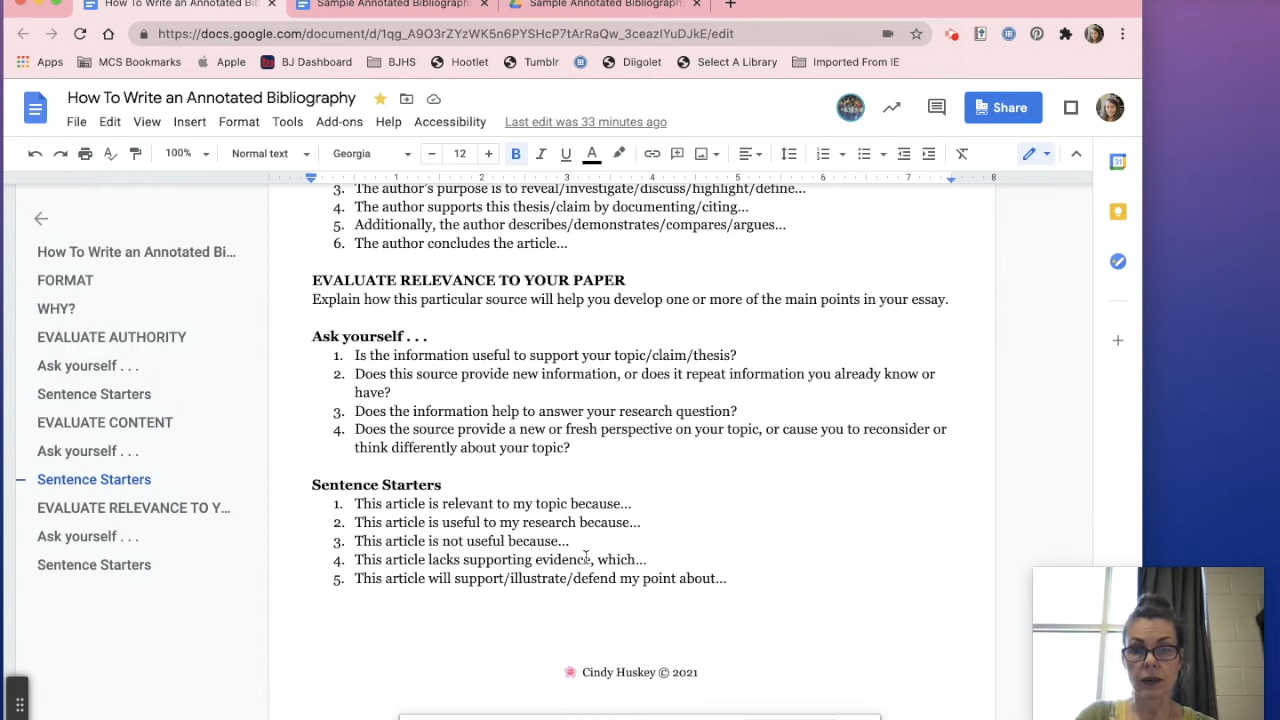 How To Write an Annotated Bib
Sample Annotated Bibliography
Sample Annotated Bibliography
https://docs.google.com/document/d/1qg_A9O3rZYzWK5n6PYSHcP7tArRaQw_3ceazIYuDJkE/edit
Apps
MCS Bookmarks
Apple
BJ Dashboard
BJHS
Hootlet
Tumblr
Diigolet
Select A Library
Imported From IE
How To Write an Annotated Bibliography
Share
File Edit View Insert Format Tools Add-ons Help Accessibility
Last edit was 33 minutes ago
100% Normal text Georgia 12 B I U A
31
1 2 3 4 5 6 7 8
How To Write an Annotated Bi...
FORMAT
WHY?
EVALUATE AUTHORITY
Ask yourself . . .
Sentence Starters
EVALUATE CONTENT
Ask yourself . . .
Sentence Starters
EVALUATE RELEVANCE TO Y...
Ask yourself . . .
Sentence Starters
3. The author's purpose is to reveal/investigate/discuss/highlight/define...
4. The author supports this thesis/claim by documenting/citing...
5. Additionally, the author describes/demonstrates/compares/argues...
6. The author concludes the article...
EVALUATE RELEVANCE TO YOUR PAPER
Explain how this particular source will help you develop one or more of the main points in your essay.
Ask yourself . . .
1. Is the information useful to support your topic/claim/thesis?
2. Does this source provide new information, or does it repeat information you already know or
have?
3. Does the information help to answer your research question?
4. Does the source provide a new or fresh perspective on your topic, or cause you to reconsider or
think differently about your topic?
Sentence Starters
1. This article is relevant to my topic because...
2. This article is useful to my research because...
3. This article is not useful because...
4. This article lacks supporting evidence, which...
5. This article will support/illustrate/defend my point about...
Cindy Huskey © 2021